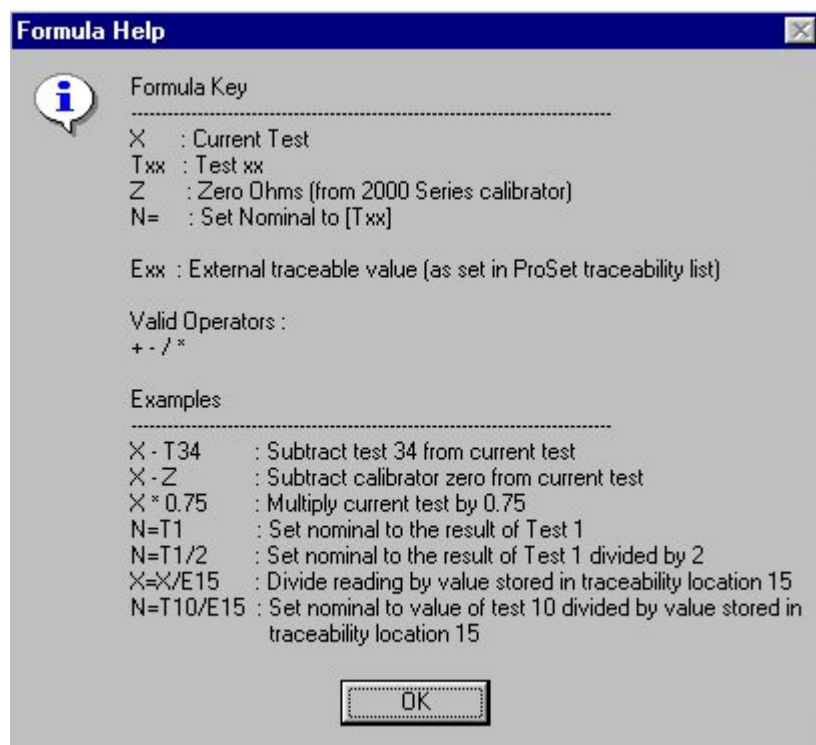 Formula Help
Formula Key
--------------------------------------------------------------------------------
X : Current Test
Txx : Test xx
Z : Zero Ohms (from 2000 Series calibrator)
N= : Set Nominal to [Txx]
Exx : External traceable value (as set in ProSet traceability list)
Valid Operators :
+ - / *
Examples
--------------------------------------------------------------------------------
X - T34 : Subtract test 34 from current test
X - Z : Subtract calibrator zero from current test
X * 0.75 : Multiply current test by 0.75
N=T1 : Set nominal to the result of Test 1
N=T1/2 : Set nominal to the result of Test 1 divided by 2
X=X/E15 : Divide reading by value stored in traceability location 15
N=T10/E15 : Set nominal to value of test 10 divided by value stored in
traceability location 15
OK